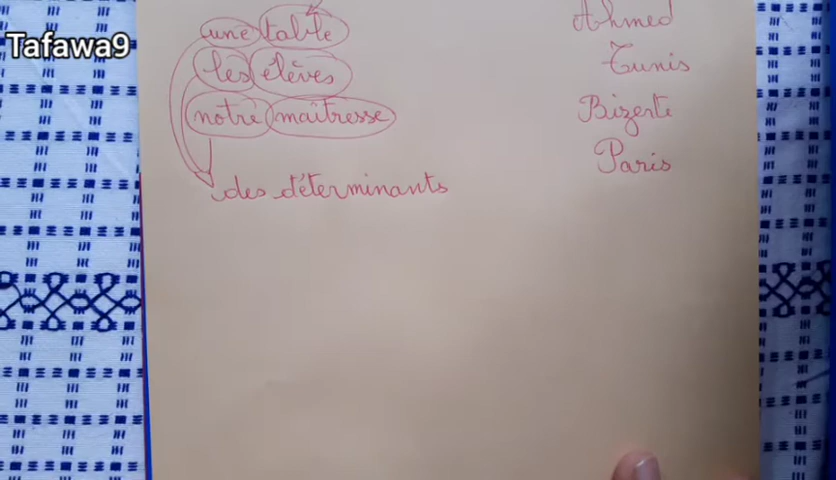 Tafawa9
une table
les élèves
notre maîtresse
des déterminants
Ahmed
Tunis
Bizerte
Paris